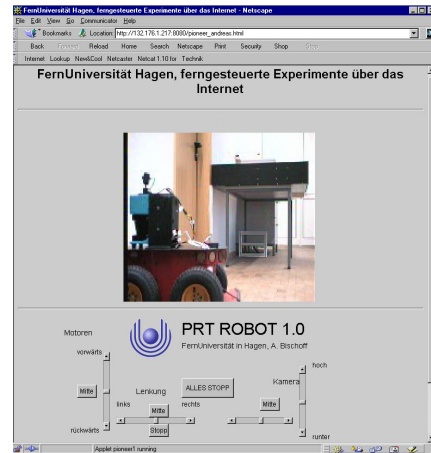 FernUniversität Hagen, ferngesteuerte Experimente über das Internet - Netscape
File Edit View Go Communicator Help
Bookmarks Location: http://132.176.1.217:8080/pioneer_andreas.html
Back Forward Reload Home Search Netscape Print Security Shop Stop
Internet Lookup New&Cool Netcaster Netcat 1.10 for Technik
FernUniversität Hagen, ferngesteuerte Experimente über das
Internet
PRT ROBOT 1.0
FernUniversität in Hagen, A. Bischoff
Motoren
vorwärts
Mitte
rückwärts
Lenkung
links
Mitte
rechts
Stopp
ALLES STOPP
Kamera
hoch
Mitte
runter
Applet pioneer1 running